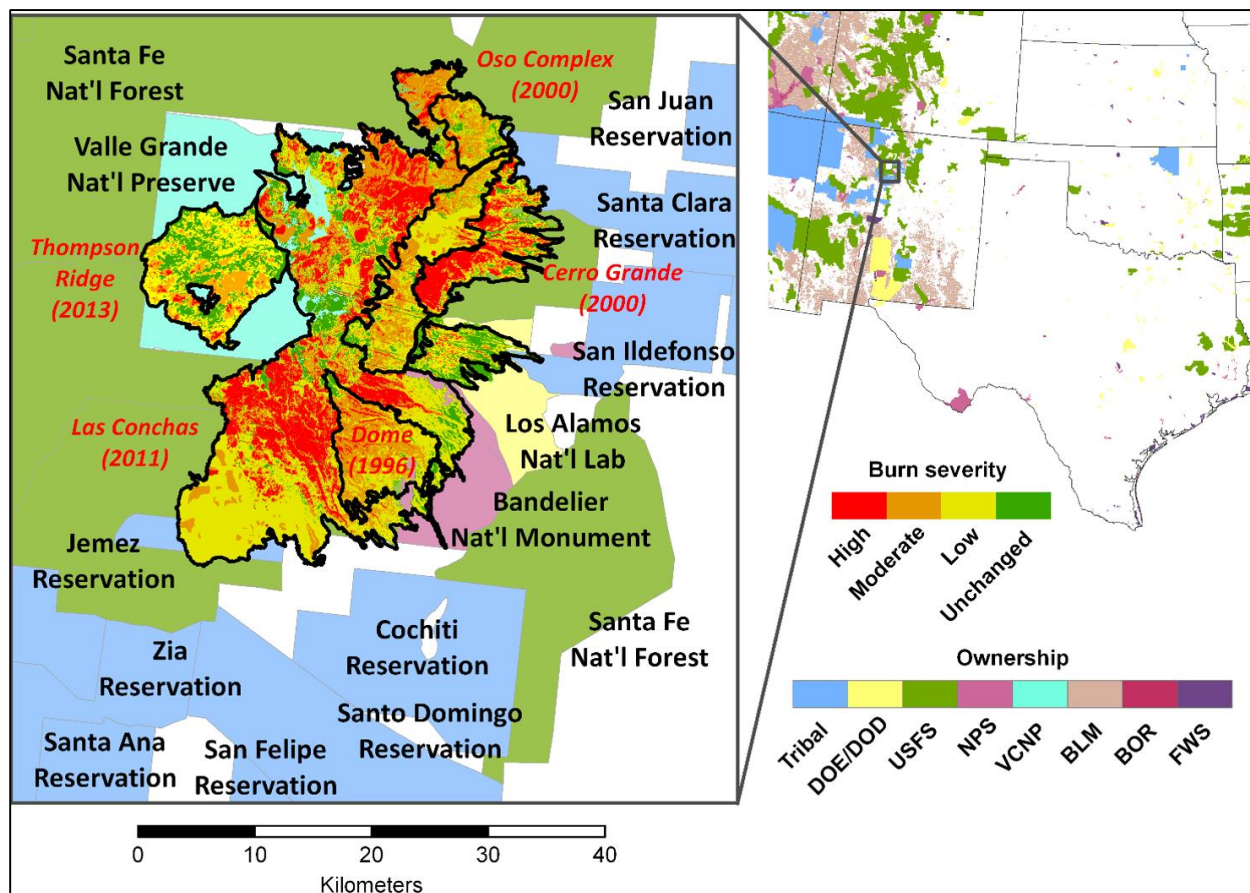 Santa Fe
Nat'l Forest
Oso Complex
(2000)
San Juan
Reservation
Valle Grande
Nat'l Preserve
Santa Clara
Reservation
Thompson
Ridge
(2013)
Cerro Grande
(2000)
San Ildefonso
Reservation
Las Conchas
(2011)
Dome
(1996)
Los Alamos
Nat'l Lab
Bandelier
Nat'l Monument
Jemez
Reservation
Zia
Reservation
Cochiti
Reservation
Santa Fe
Nat'l Forest
Santa Ana
Reservation
San Felipe
Reservation
Santo Domingo
Reservation
0 10 20 30 40
Kilometers
Burn severity
High
Moderate
Low
Unchanged
Ownership
Tribal
DOE/DOD
USFS
NPS
VCNP
BLM
BOR
FWS